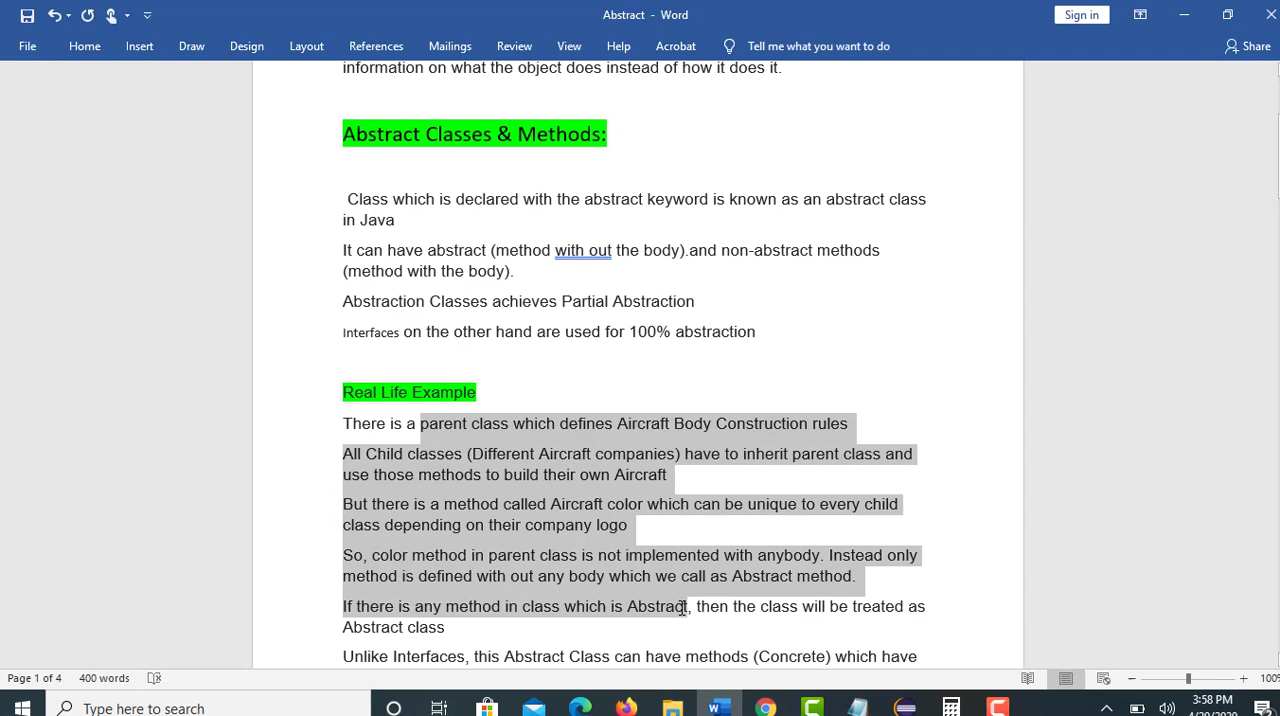 Abstract - Word
Sign in
File Home Insert Draw Design Layout References Mailings Review View Help Acrobat Tell me what you want to do Share
information on what the object does instead of how it does it.
Abstract Classes & Methods:
Class which is declared with the abstract keyword is known as an abstract class
in Java
It can have abstract (method with out the body).and non-abstract methods
(method with the body).
Abstraction Classes achieves Partial Abstraction
Interfaces on the other hand are used for 100% abstraction
Real Life Example
There is a parent class which defines Aircraft Body Construction rules
All Child classes (Different Aircraft companies) have to inherit parent class and
use those methods to build their own Aircraft
But there is a method called Aircraft color which can be unique to every child
class depending on their company logo
So, color method in parent class is not implemented with anybody. Instead only
method is defined with out any body which we call as Abstract method.
If there is any method in class which is Abstract, then the class will be treated as
Abstract class
Unlike Interfaces, this Abstract Class can have methods (Concrete) which have
Page 1 of 4 400 words 100%
Type here to search
3:58 PM
4/20/2020